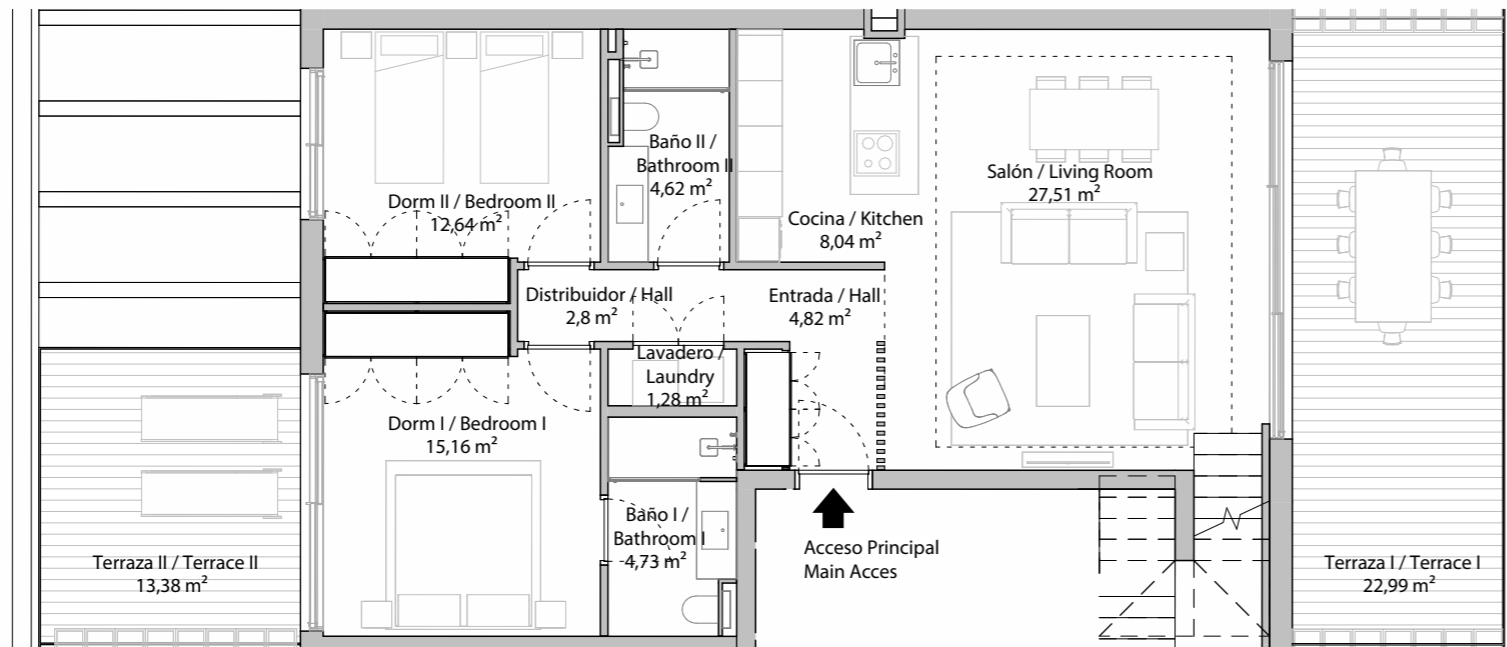 Baño II /
Bathroom II
4,62 m²
Salón / Living Room
27,51 m²
Dorm II / Bedroom II
12,64 m²
Cocina / Kitchen
8,04 m²
Distribuidor / Hall
2,8 m²
Entrada / Hall
4,82 m²
Lavadero /
Laundry
1,28 m²
Dorm I / Bedroom I
15,16 m²
Baño I /
Bathroom I
4,73 m²
Acceso Principal
Main Acces
Terraza II / Terrace II
13,38 m²
Terraza I / Terrace I
22,99 m²